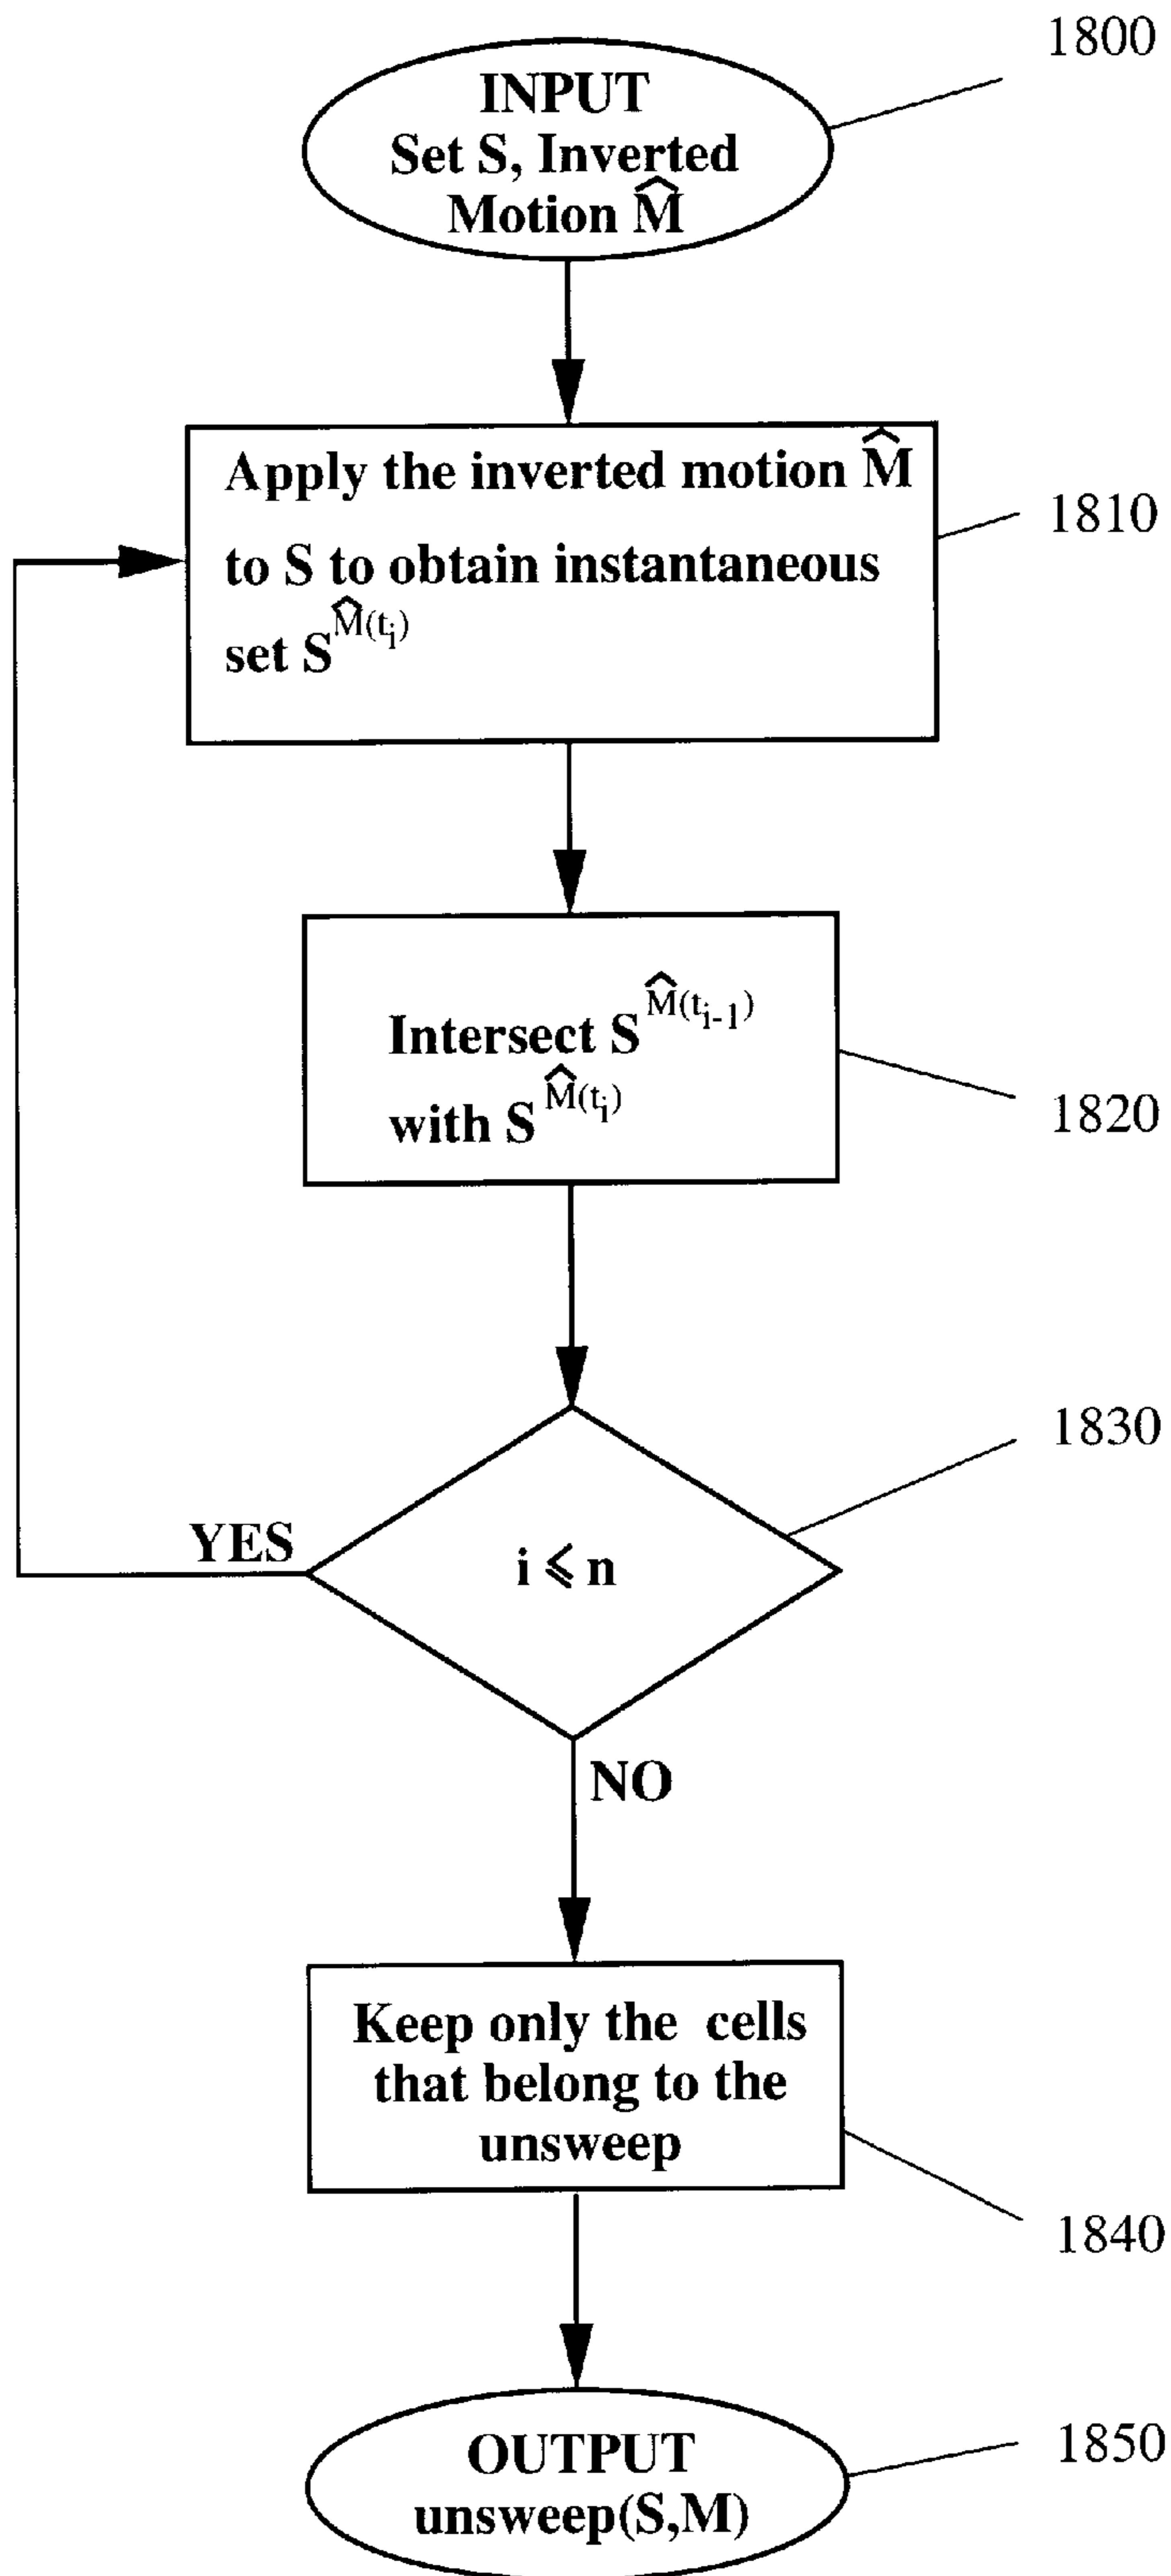 1800
INPUT
Set S, Inverted
Motion M̂
Apply the inverted motion M̂
to S to obtain instantaneous
set S^M̂(t_i)
1810
Intersect S^M̂(t_{i-1})
with S^M̂(t_i)
1820
1830
YES
i ⩽ n
NO
Keep only the cells
that belong to the
unsweep
1840
OUTPUT
unsweep(S,M)
1850